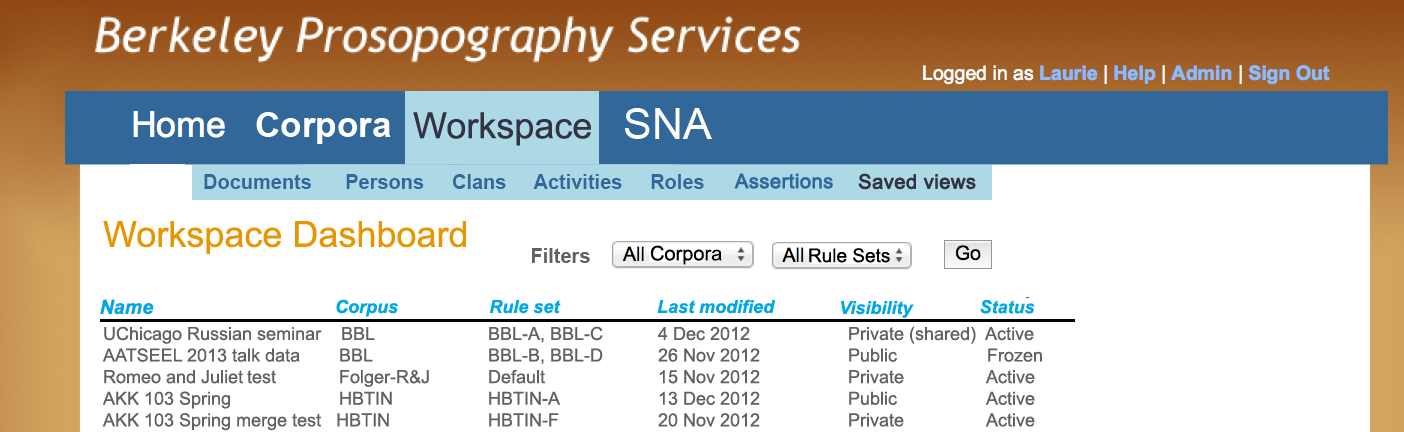 Berkeley Prosopography Services
Logged in as Laurie | Help | Admin | Sign Out
Home Corpora Workspace SNA
Documents Persons Clans Activities Roles Assertions Saved views
Workspace Dashboard
Filters All Corpora All Rule Sets Go
Name Corpus Rule set Last modified Visibility Status
UChicago Russian seminar BBL BBL-A, BBL-C 4 Dec 2012 Private (shared) Active
AATSEEL 2013 talk data BBL BBL-B, BBL-D 26 Nov 2012 Public Frozen
Romeo and Juliet test Folger-R&J Default 15 Nov 2012 Private Active
AKK 103 Spring HBTIN HBTIN-A 13 Dec 2012 Public Active
AKK 103 Spring merge test HBTIN HBTIN-F 20 Nov 2012 Private Active